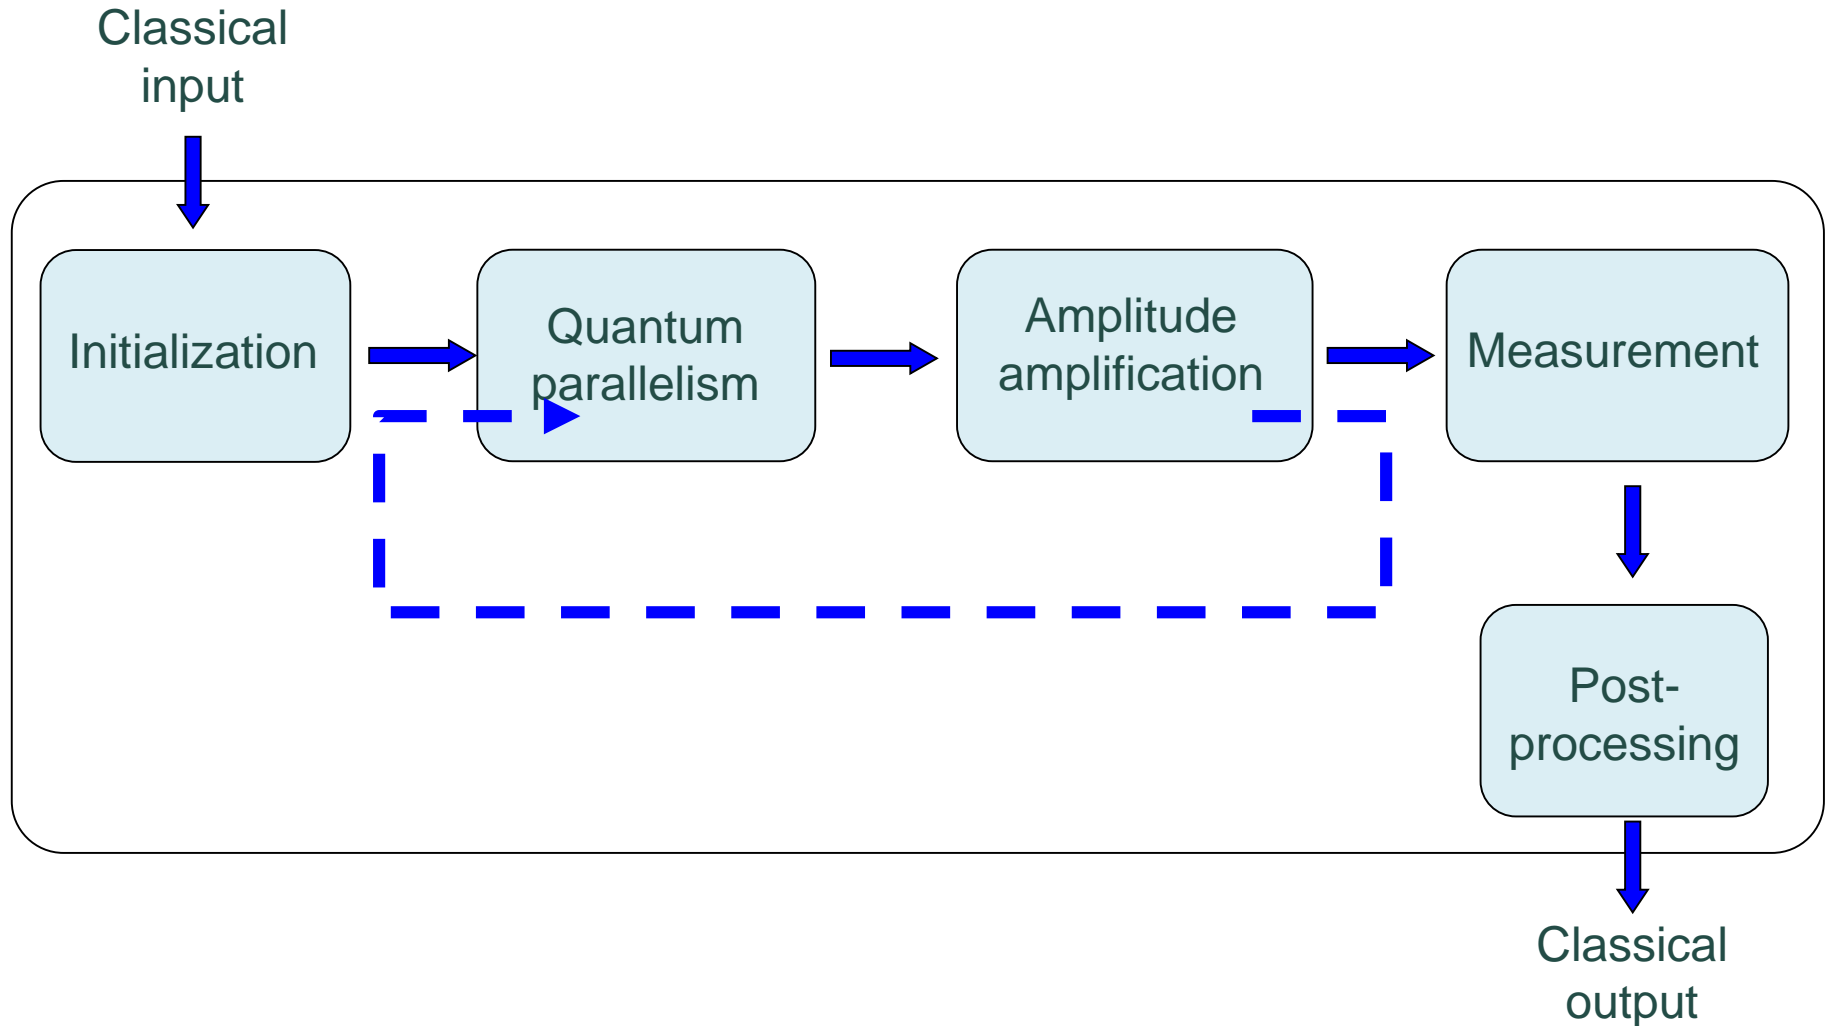 Classical
input
Initialization
Quantum
parallelism
Amplitude
amplification
Measurement
Post-
processing
Classical
output